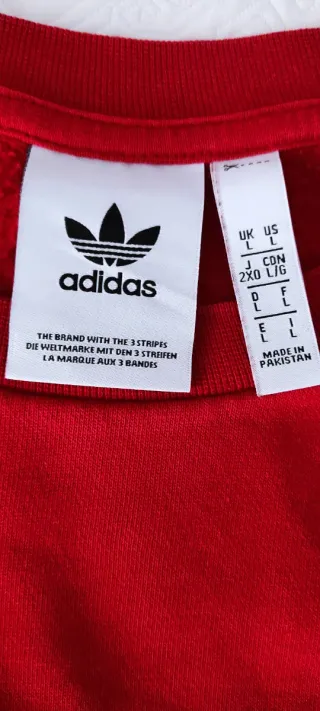 adidas
THE BRAND WITH THE 3 STRIPES
DIE WELTMARKE MIT DEN 3 STREIFEN
LA MARQUE AUX 3 BANDES
UK US
L L
J CDN
2XO L/G
D F
L L
E I
L L
MADE IN
PAKISTAN